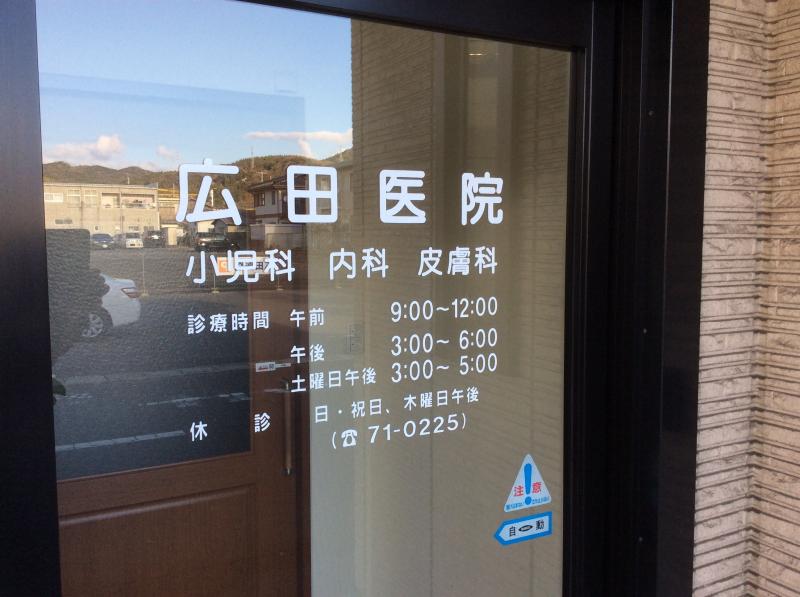 広田医院
小児科 内科 皮膚科
診療時間 午前 9:00～12:00
午後 3:00～ 6:00
土曜日午後 3:00～ 5:00
休診 日・祝日、木曜日午後
(☎ 71-0225)
注!意
自動